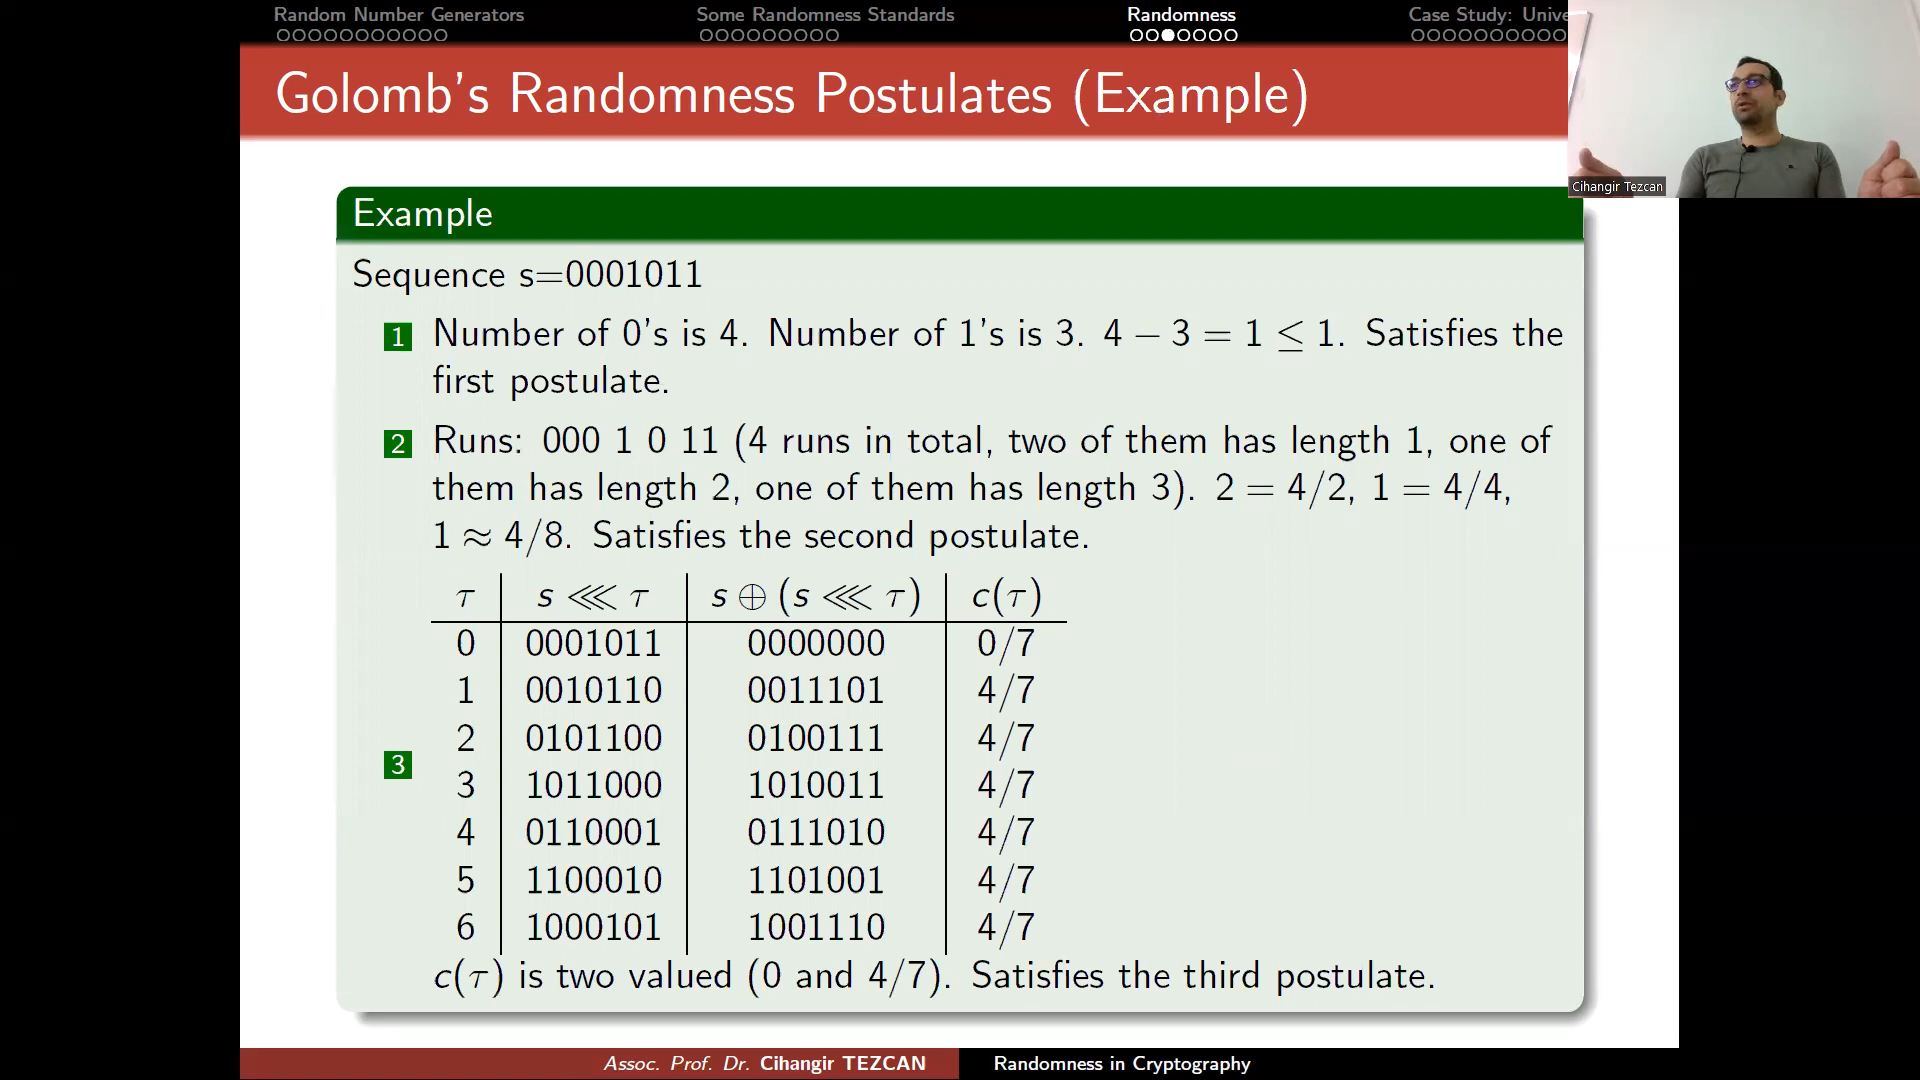 Random Number Generators Some Randomness Standards Randomness Case Study: Unive
Golomb's Randomness Postulates (Example)
Cihangir Tezcan
Example
Sequence s=0001011
1 Number of 0's is 4. Number of 1's is 3. 4 − 3 = 1 ≤ 1. Satisfies the
first postulate.
2 Runs: 000 1 0 11 (4 runs in total, two of them has length 1, one of
them has length 2, one of them has length 3). 2 = 4/2, 1 = 4/4,
1 ≈ 4/8. Satisfies the second postulate.
τ s ⋘ τ s ⊕ (s ⋘ τ) c(τ)
0 0001011 0000000 0/7
1 0010110 0011101 4/7
2 0101100 0100111 4/7
3
3 1011000 1010011 4/7
4 0110001 0111010 4/7
5 1100010 1101001 4/7
6 1000101 1001110 4/7
c(τ) is two valued (0 and 4/7). Satisfies the third postulate.
Assoc. Prof. Dr. Cihangir TEZCAN Randomness in Cryptography